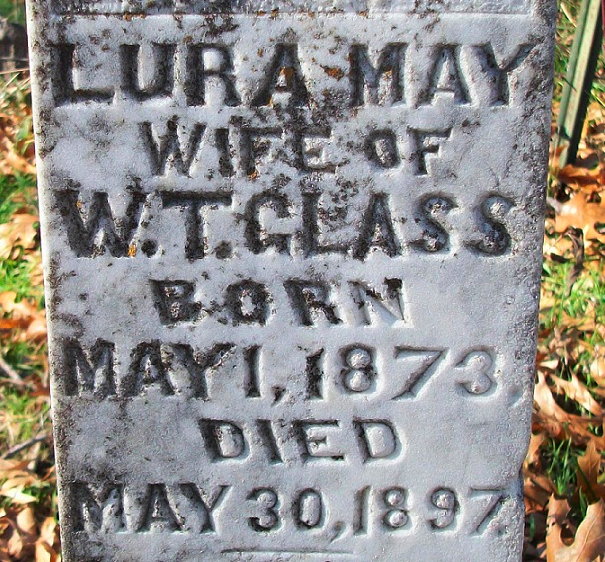 LURA MAY
WIFE OF
W.T. GLASS
BORN
MAY 1, 1873,
DIED
MAY 30, 1897.